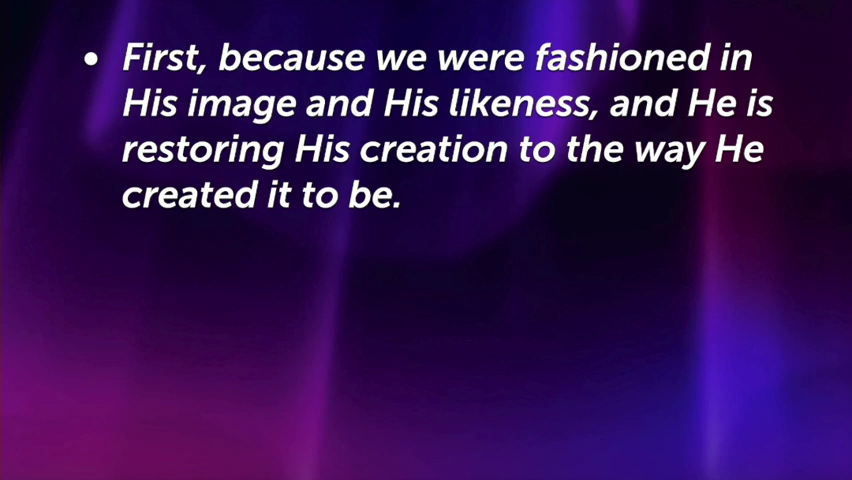 • First, because we were fashioned in
His image and His likeness, and He is
restoring His creation to the way He
created it to be.